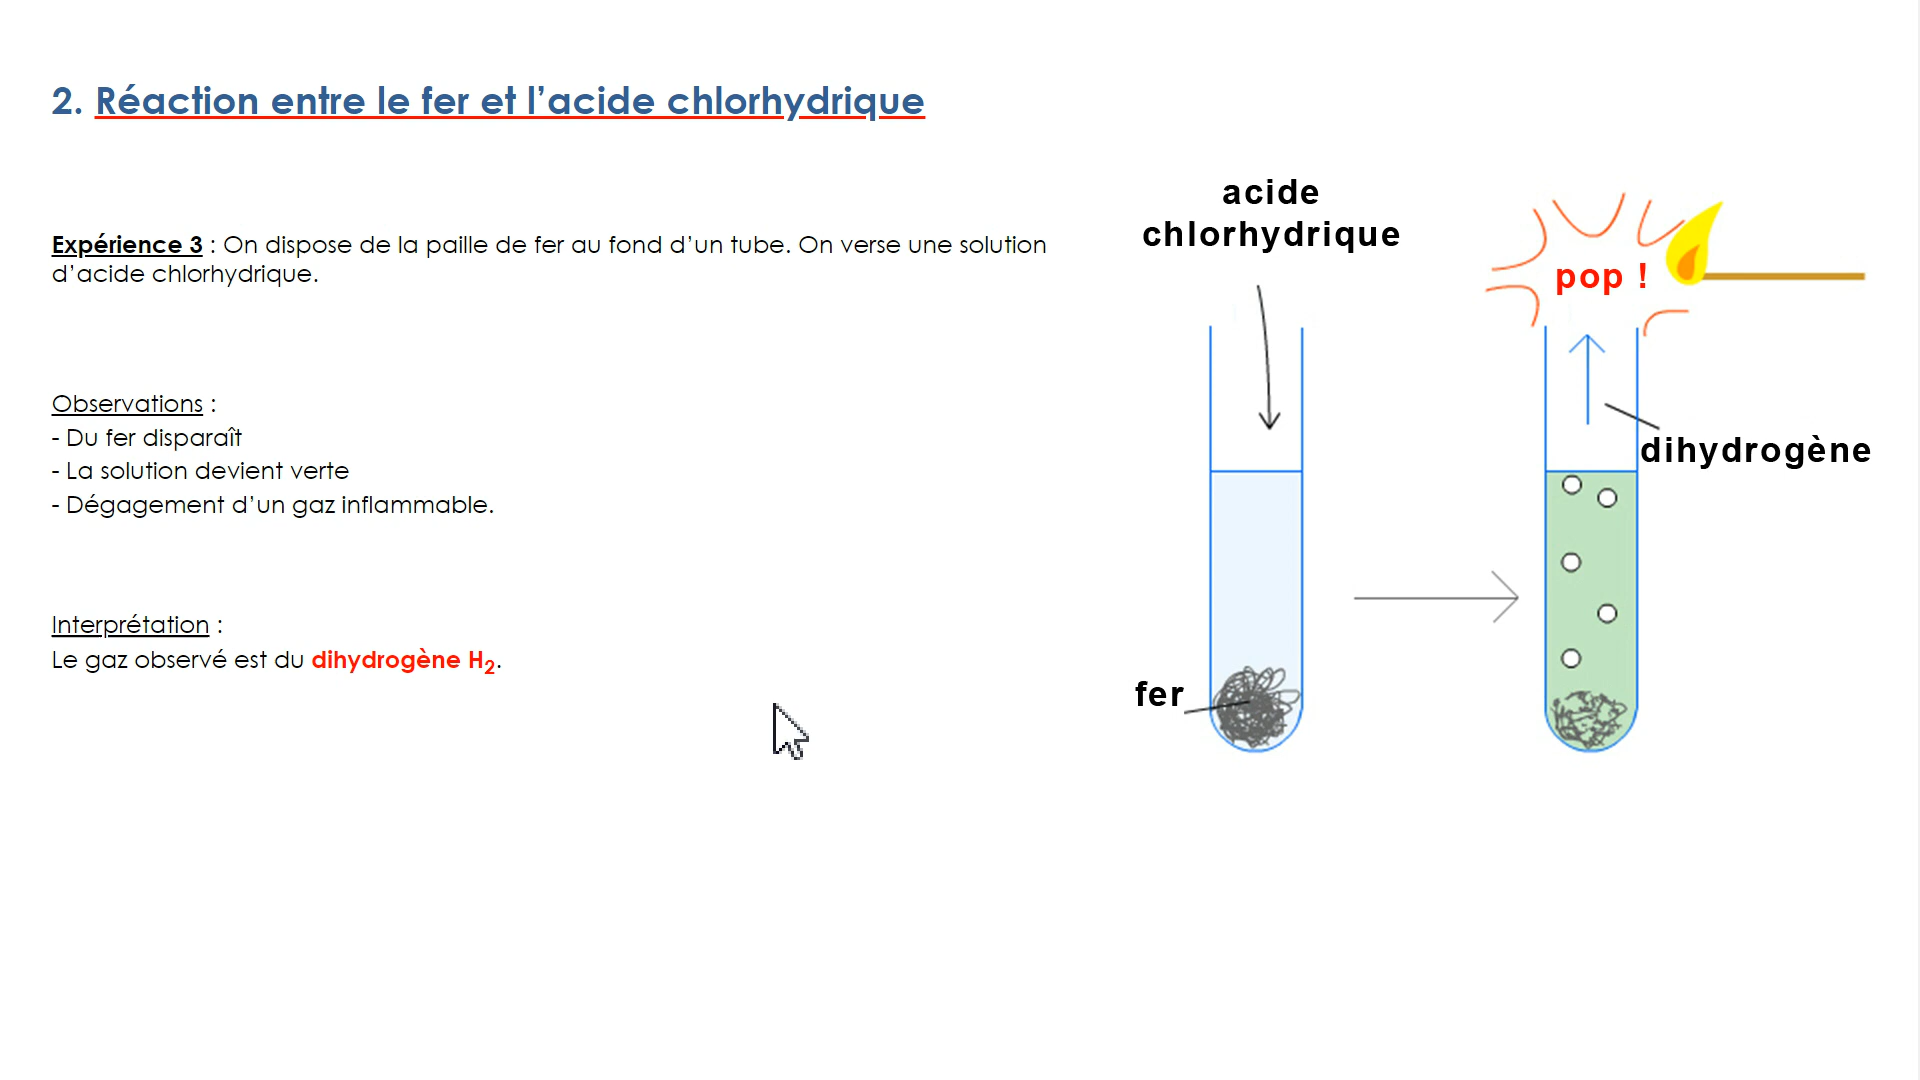 2. Réaction entre le fer et l’acide chlorhydrique
Expérience 3 : On dispose de la paille de fer au fond d’un tube. On verse une solution
d’acide chlorhydrique.
Observations :
- Du fer disparaît
- La solution devient verte
- Dégagement d’un gaz inflammable.
Interprétation :
Le gaz observé est du dihydrogène H₂.
acide
chlorhydrique
pop !
dihydrogène
fer